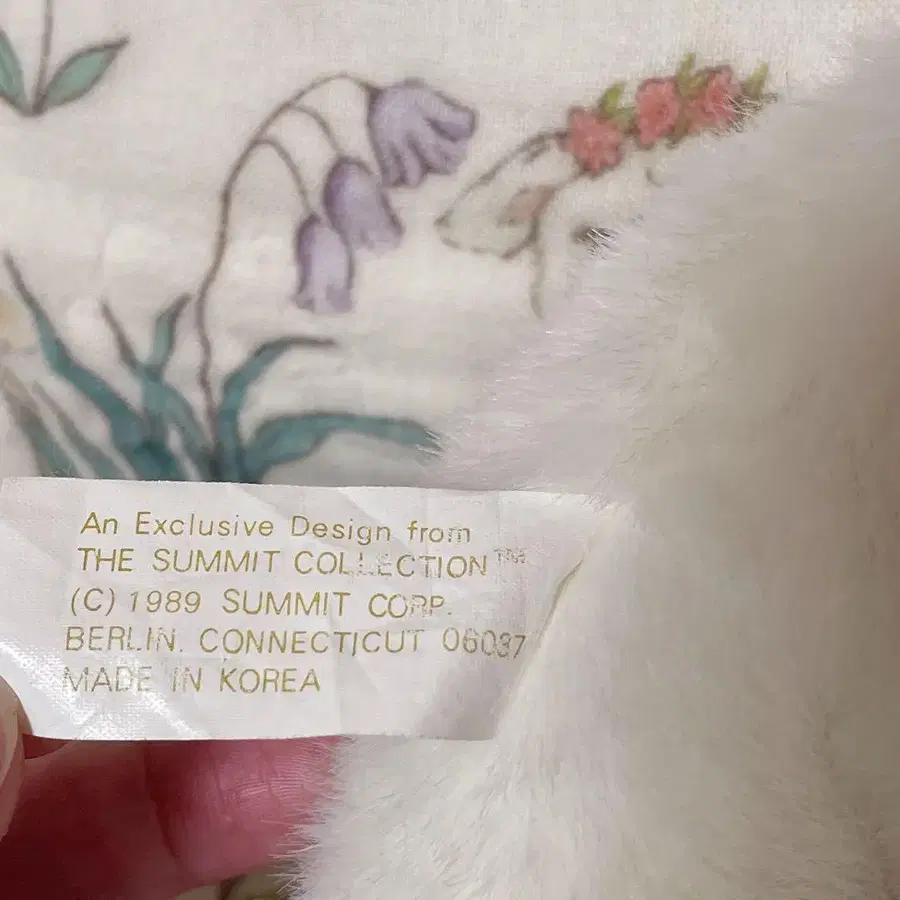 An Exclusive Design from
THE SUMMIT COLLECTION™
(C) 1989 SUMMIT CORP.
BERLIN. CONNECTICUT 06037
MADE IN KOREA